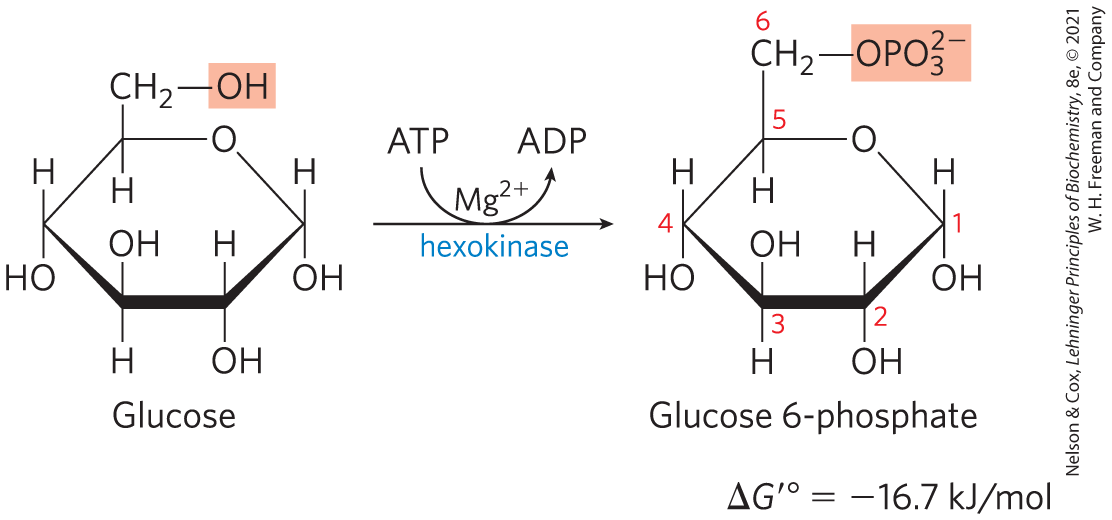 6
CH₂—OH
CH₂—OPO₃²⁻
5
O
O
ATP
ADP
H
H
H
H
H
H
Mg²⁺
4
1
hexokinase
OH
H
OH
H
HO
OH
HO
OH
3
2
H
OH
H
OH
Glucose
Glucose 6-phosphate
ΔG′° = −16.7 kJ/mol
Nelson & Cox, Lehninger Principles of Biochemistry, 8e, © 2021
W. H. Freeman and Company